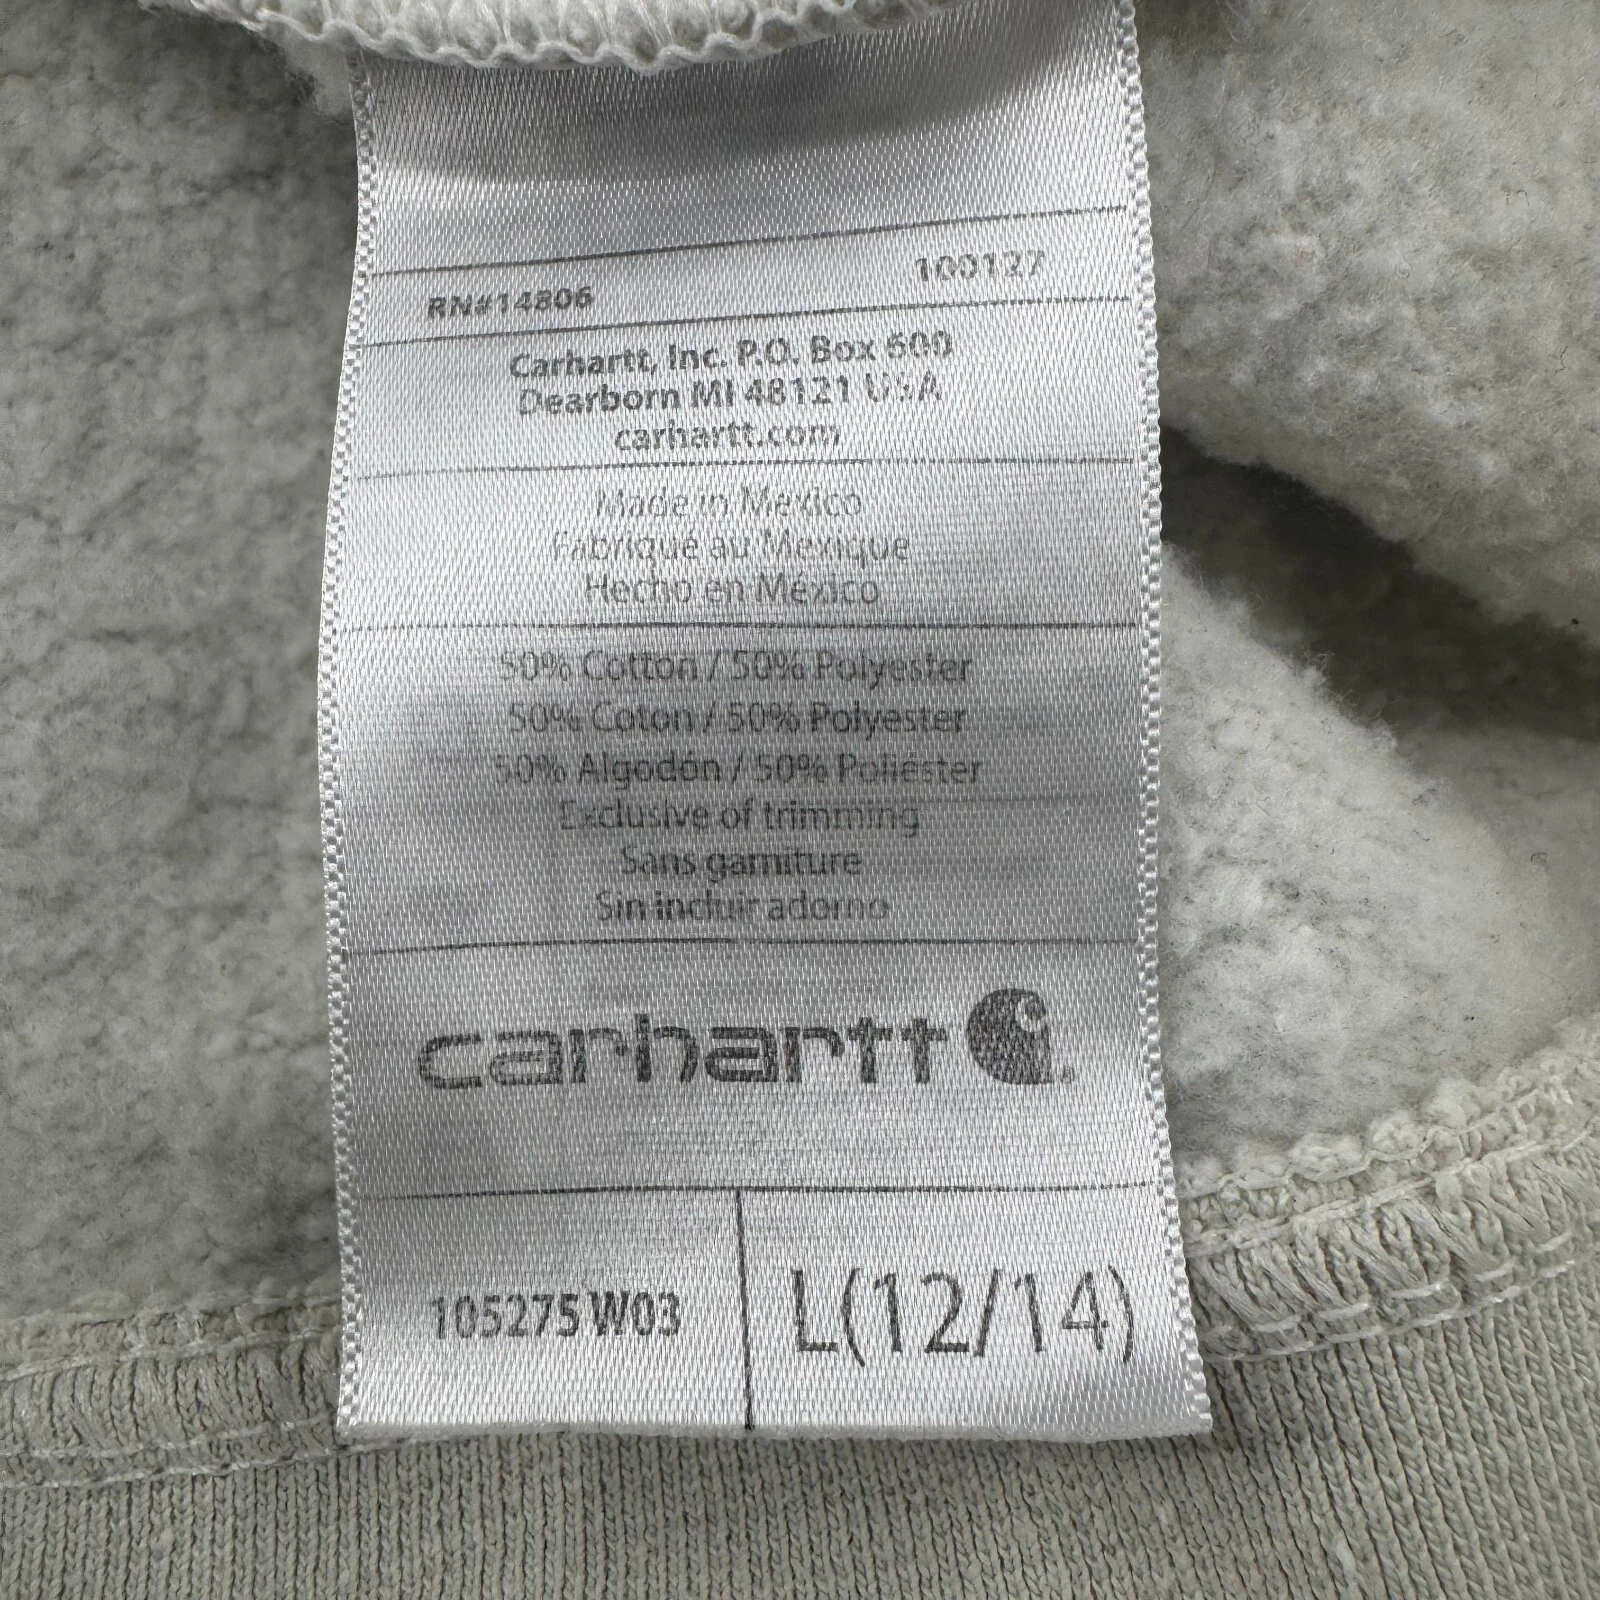 RN#14806 100127
Carhartt, Inc. P.O. Box 600
Dearborn MI 48121 USA
carhartt.com
Made in Mexico
Fabriqué au Mexique
Hecho en México
50% Cotton / 50% Polyester
50% Coton / 50% Polyester
50% Algodón / 50% Poliéster
Exclusive of trimming
Sans garniture
Sin incluir adorno
carhartt
105275 W03 L(12/14)